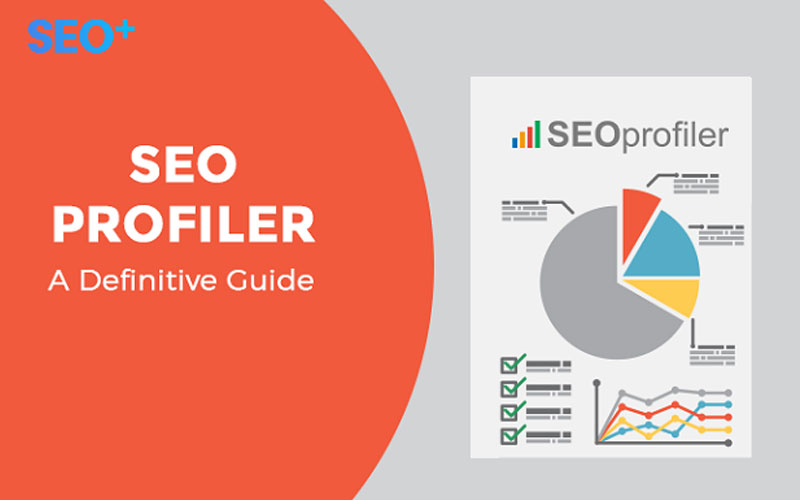 SEO+
SEO
PROFILER
A Definitive Guide
SEOprofiler